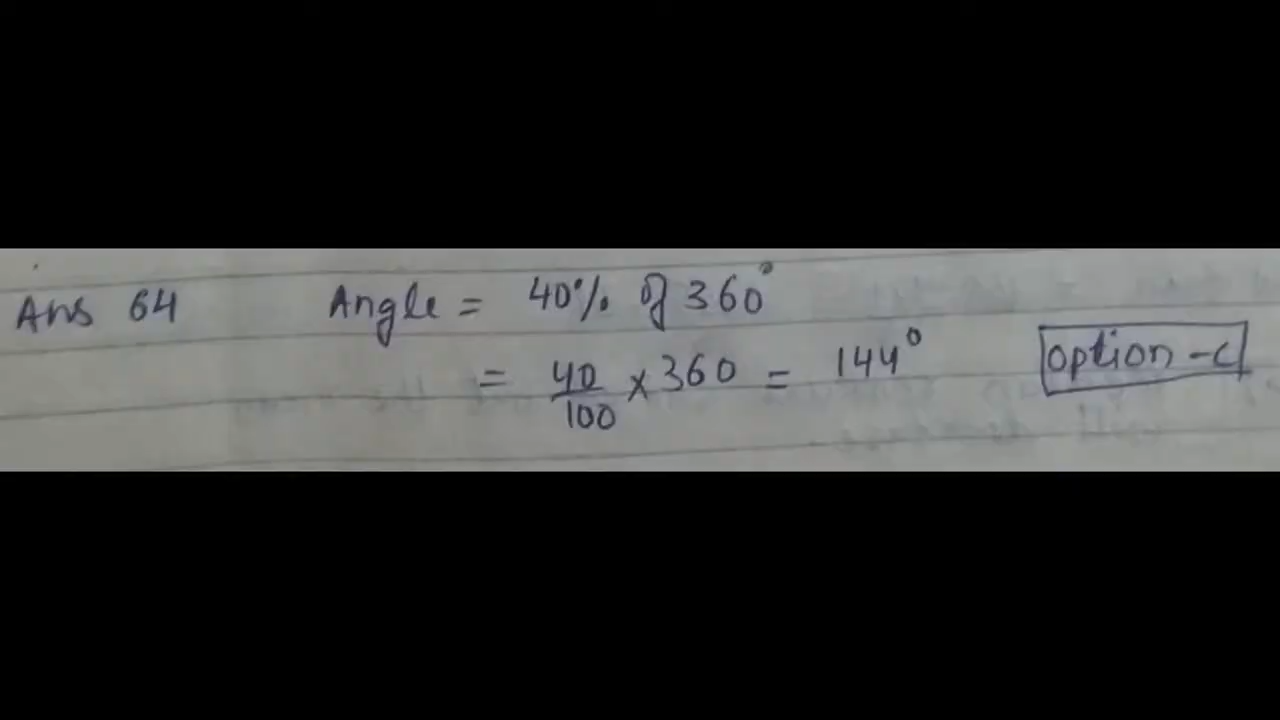 Ans 64 Angle = 40% of 360°
= 40/100 × 360 = 144° option - C